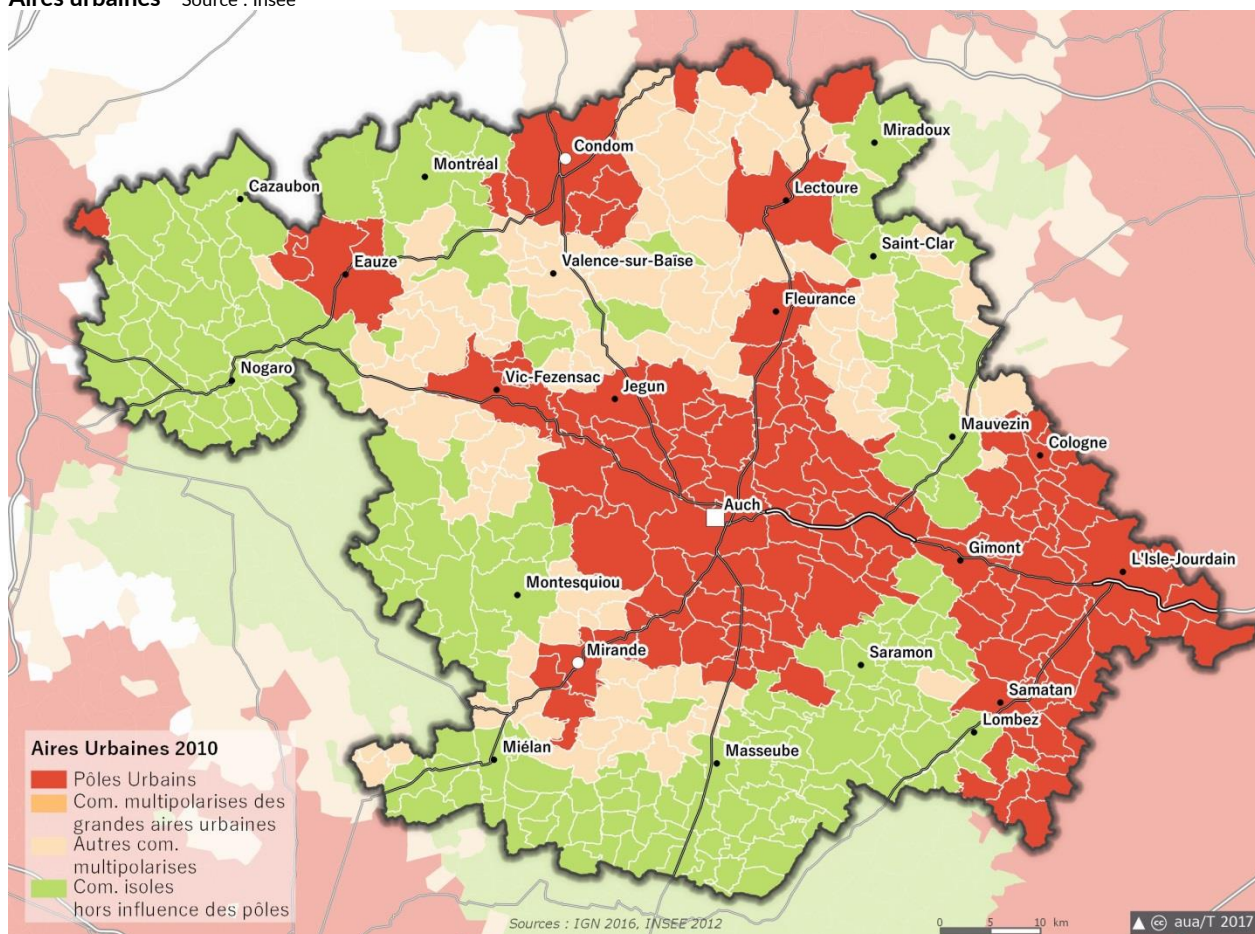 Aires urbaines Source : Insee
Condom
Miradoux
Montréal
Cazaubon
Lectoure
Saint-Clar
Eauze
Valence-sur-Baïse
Fleurance
Nogaro
Vic-Fezensac
Jegun
Mauvezin
Cologne
Auch
Gimont
L'Isle-Jourdain
Montesquiou
Mirande
Saramon
Samatan
Lombez
Miélan
Masseube
Aires Urbaines 2010
Pôles Urbains
Com. multipolarises des
grandes aires urbaines
Autres com.
multipolarises
Com. isoles
hors influence des pôles
Sources : IGN 2016, INSEE 2012
0 5 10 km
cc aua/T 2017